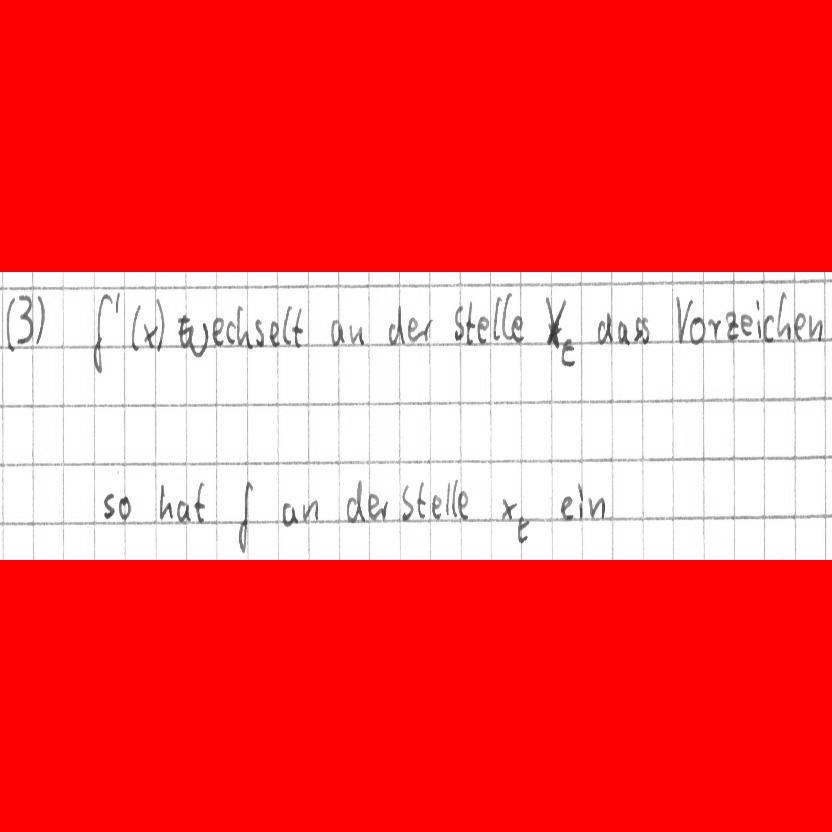 (3) f'(x) wechselt an der Stelle x_E dass Vorzeichen
so hat f an der Stelle x_E ein